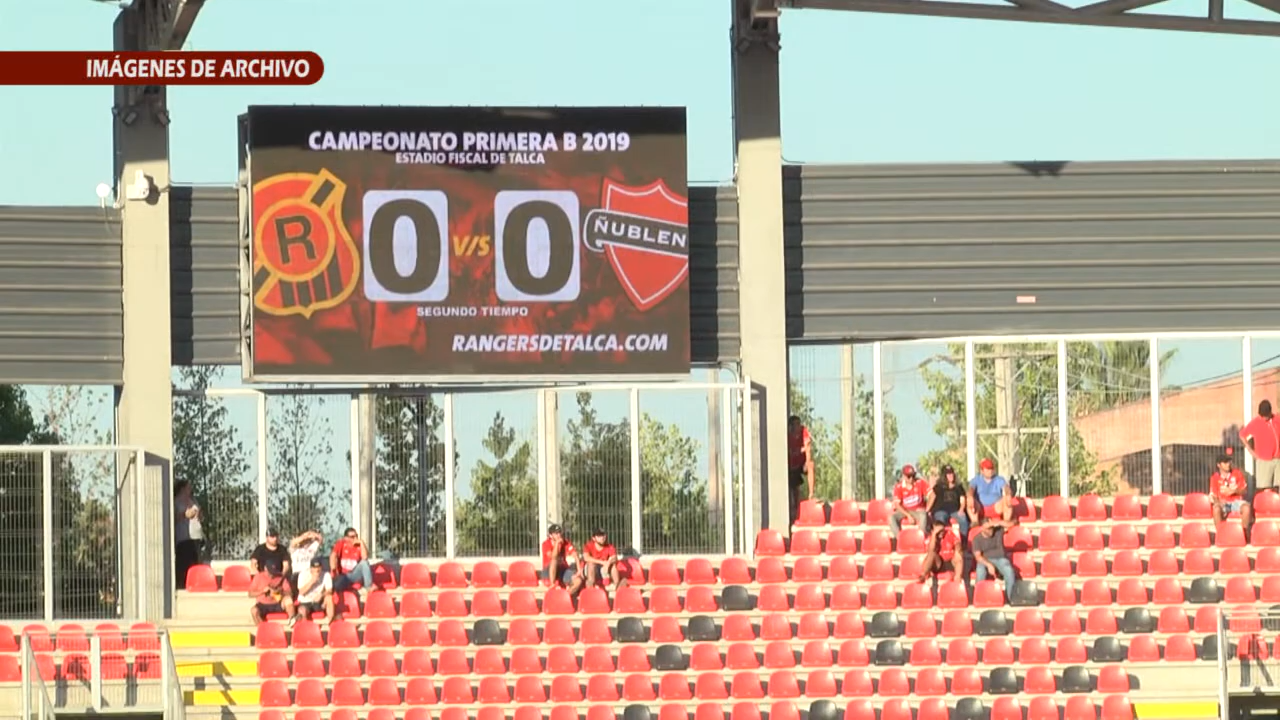 IMÁGENES DE ARCHIVO
CAMPEONATO PRIMERA B 2019
ESTADIO FISCAL DE TALCA
R 0 V/S 0 ÑUBLEN
SEGUNDO TIEMPO
RANGERSDETALCA.COM